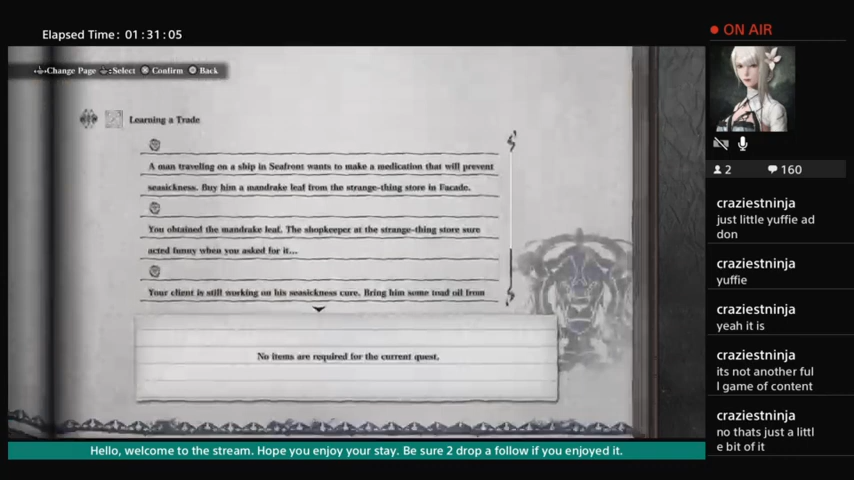 Elapsed Time: 01:31:05
ON AIR
Change Page :Select Confirm Back
Learning a Trade
A man traveling on a ship in Seafront wants to make a medication that will prevent
seasickness. Buy him a mandrake leaf from the strange-thing store in Facade.
You obtained the mandrake leaf. The shopkeeper at the strange-thing store sure
acted funny when you asked for it...
Your client is still working on his seasickness cure. Bring him some toad oil from
No items are required for the current quest.
2 160
craziestninja
just little yuffie ad
don
craziestninja
yuffie
craziestninja
yeah it is
craziestninja
its not another ful
l game of content
craziestninja
no thats just a littl
e bit of it
Hello, welcome to the stream. Hope you enjoy your stay. Be sure 2 drop a follow if you enjoyed it.